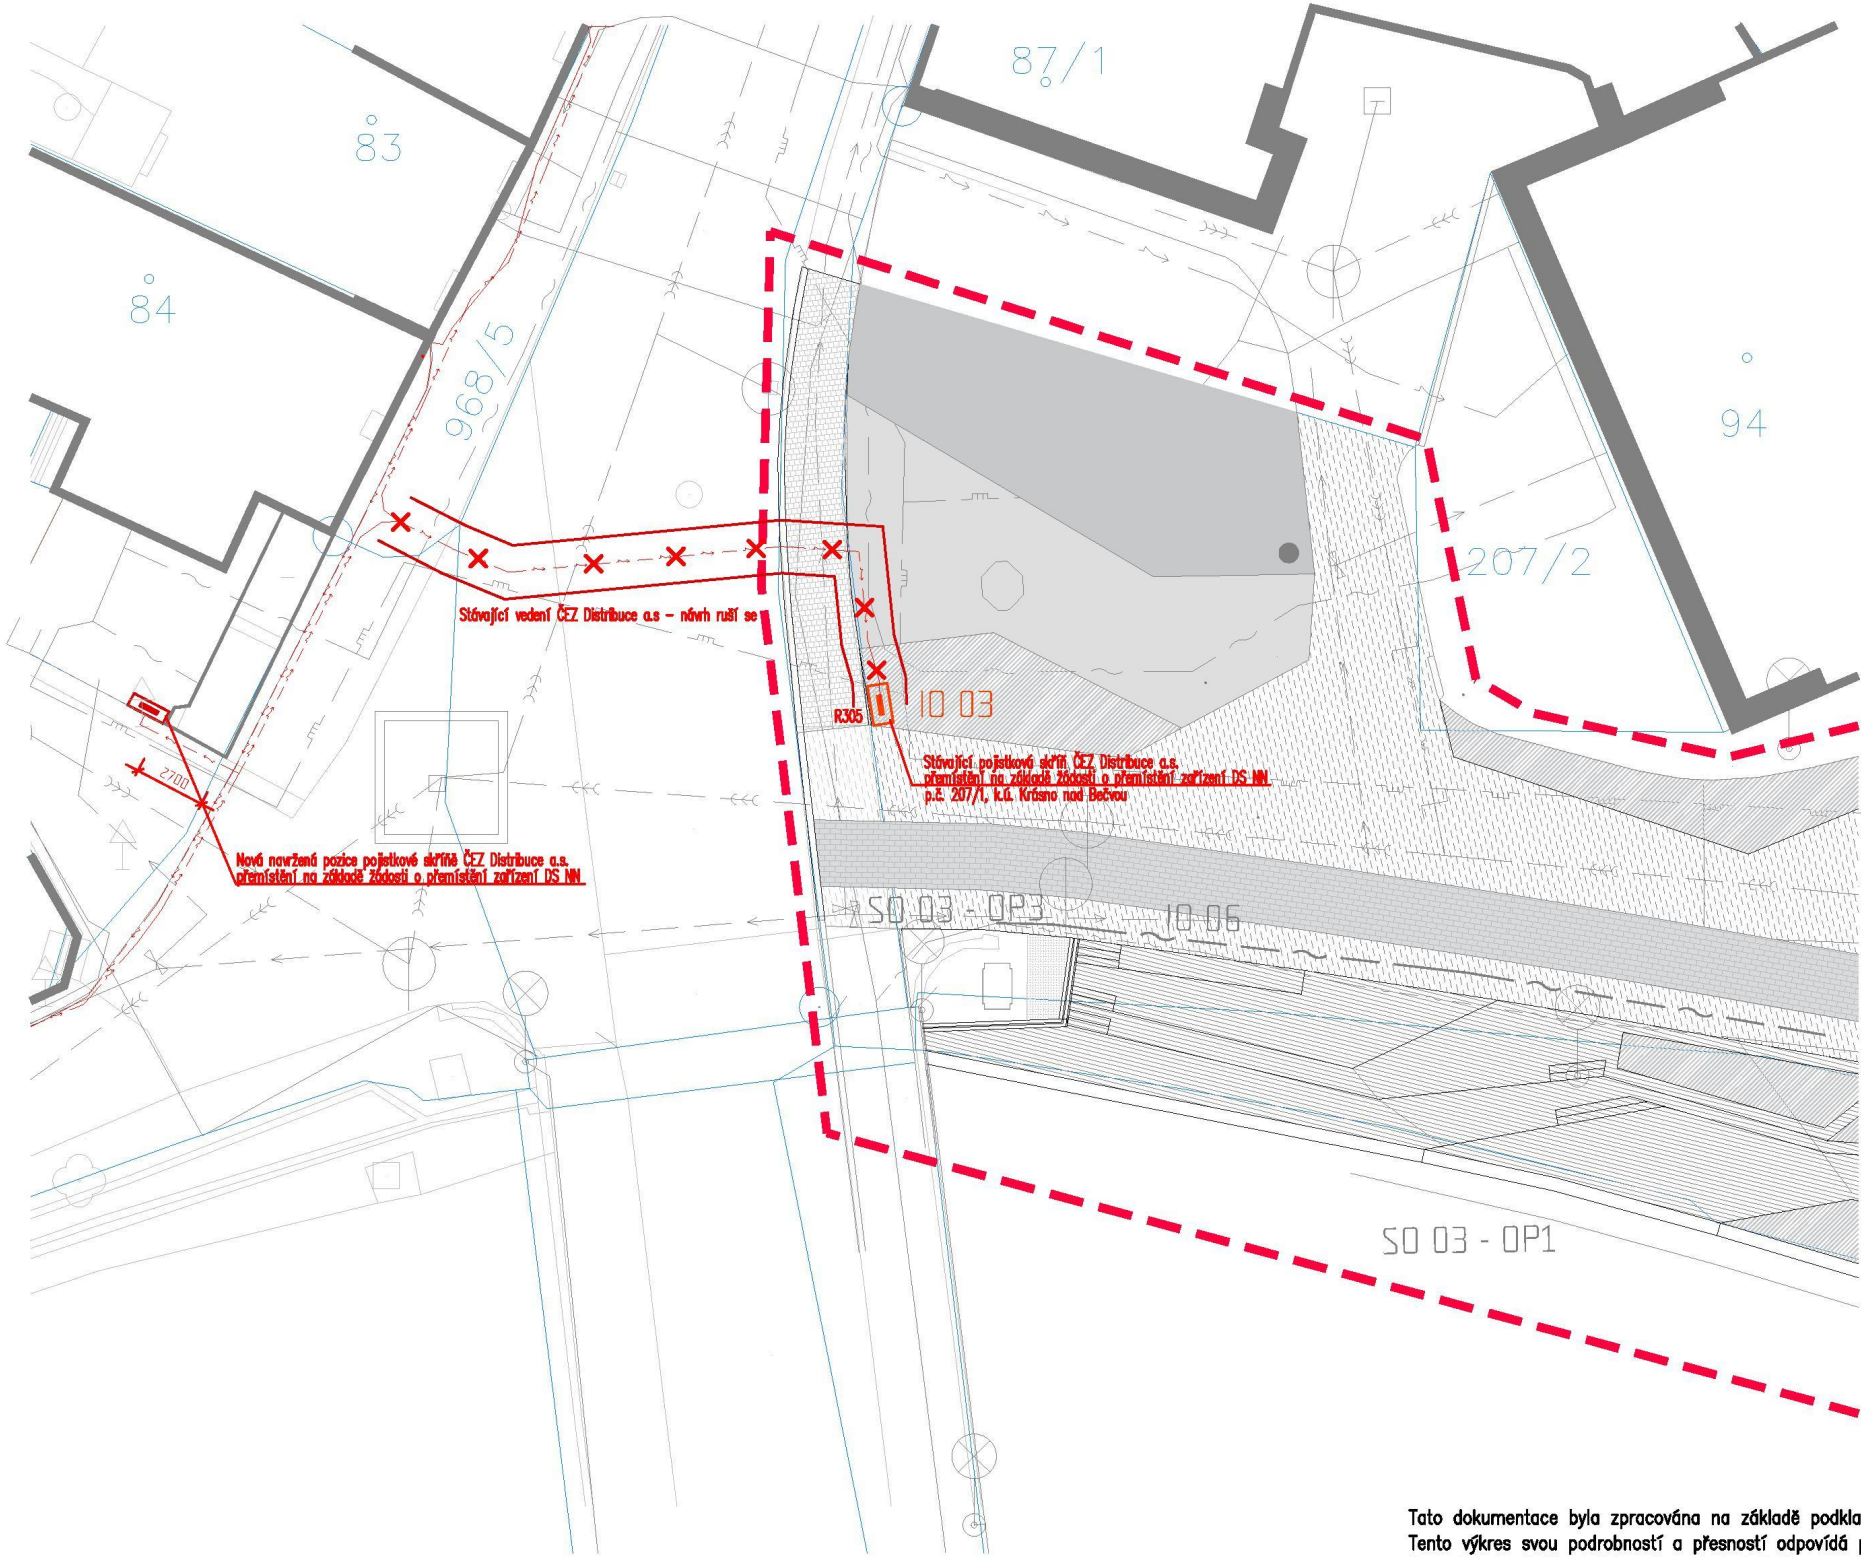 87/1
83
84
968/5
94
207/2
Stávající vedení ČEZ Distribuce a.s - návrh ruší se
R305
IO 03
Stávající pojistková skříň ČEZ Distribuce a.s.
přemístění na základě žádosti o přemístění zařízení DS NN
p.č. 207/1, k.ú. Krásno nad Bečvou
2700
Nová navržená pozice pojistkové skříně ČEZ Distribuce a.s.
přemístění na základě žádosti o přemístění zařízení DS NN
SO 03 - OP3
IO 06
SO 03 - OP1
Tato dokumentace byla zpracována na základě podkla
Tento výkres svou podrobností a přesností odpovídá p